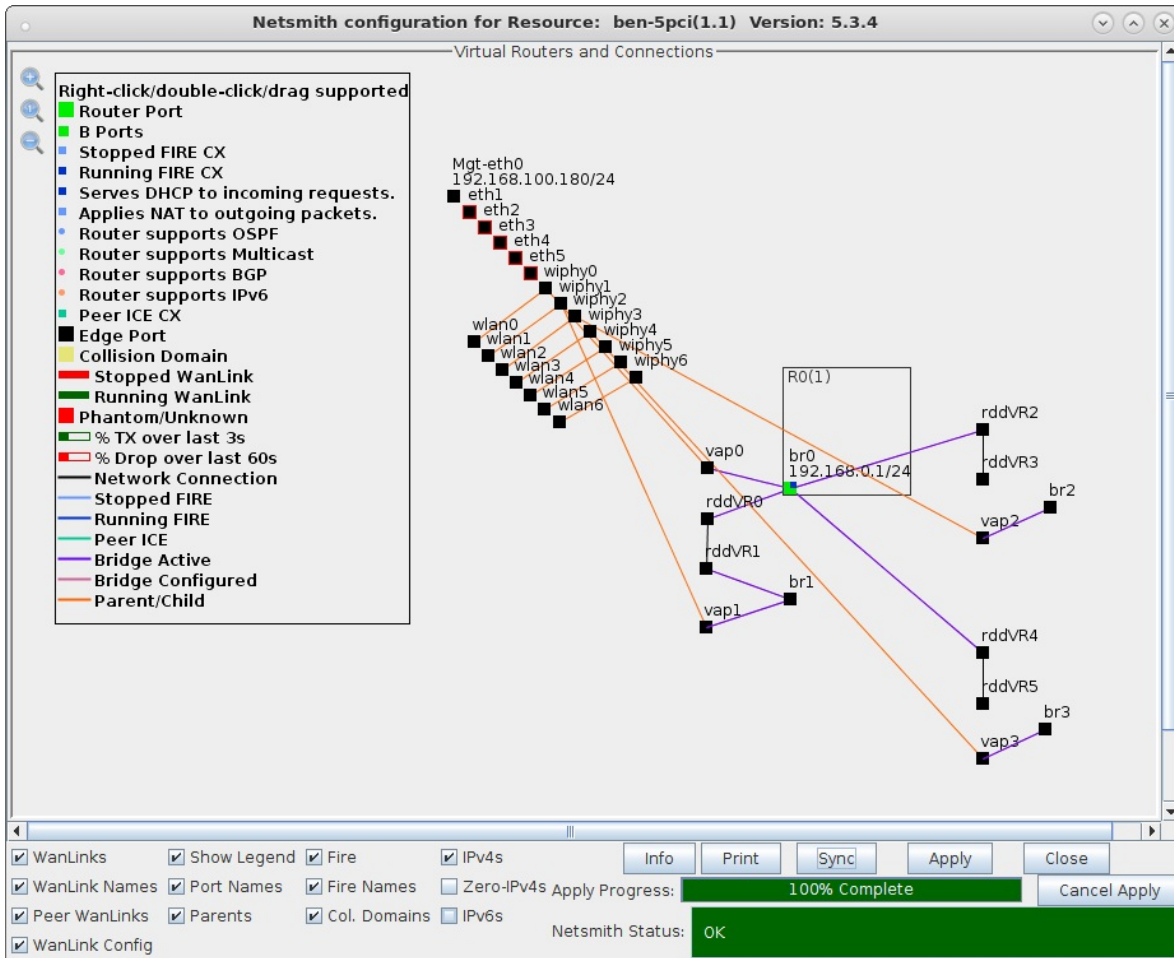 Netsmith configuration for Resource: ben-5pci(1.1) Version: 5.3.4
Virtual Routers and Connections
Right-click/double-click/drag supported
Router Port
B Ports
Stopped FIRE CX
Running FIRE CX
Serves DHCP to incoming requests.
Applies NAT to outgoing packets.
Router supports OSPF
Router supports Multicast
Router supports BGP
Router supports IPv6
Peer ICE CX
Edge Port
Collision Domain
Stopped WanLink
Running WanLink
Phantom/Unknown
% TX over last 3s
% Drop over last 60s
Network Connection
Stopped FIRE
Running FIRE
Peer ICE
Bridge Active
Bridge Configured
Parent/Child
Mgt-eth0
192.168.100.180/24
eth1
eth2
eth3
eth4
eth5
wiphy0
wiphy1
wiphy2
wiphy3
wiphy4
wiphy5
wiphy6
wlan0
wlan1
wlan2
wlan3
wlan4
wlan5
wlan6
R0(1)
br0
192.168.0.1/24
vap0
rddVR0
rddVR1
br1
vap1
rddVR2
rddVR3
br2
vap2
rddVR4
rddVR5
br3
vap3
WanLinks Show Legend Fire IPv4s Info Print Sync Apply Close
WanLink Names Port Names Fire Names Zero-IPv4s Apply Progress: 100% Complete Cancel Apply
Peer WanLinks Parents Col. Domains IPv6s
Netsmith Status: OK
WanLink Config